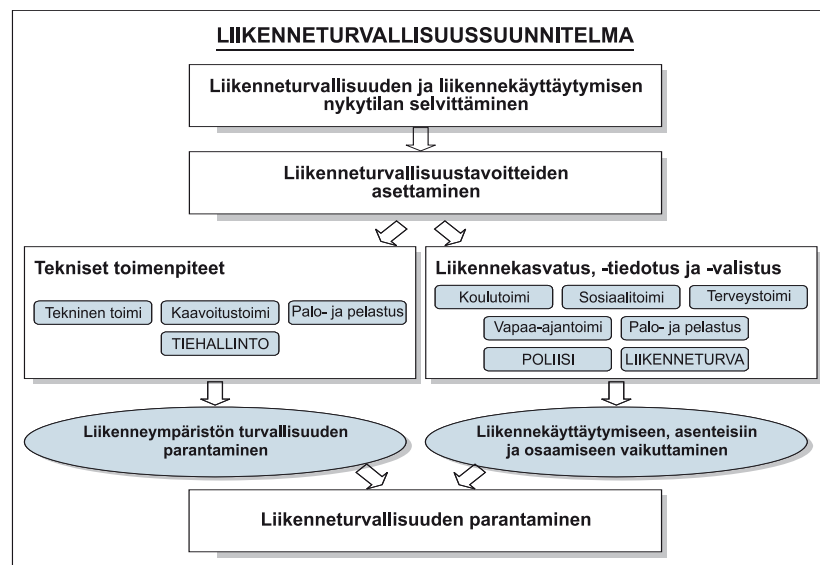 LIIKENNETURVALLISUUSSUUNNITELMA
Liikenneturvallisuuden ja liikennekäyttäytymisen
nykytilan selvittäminen
Liikenneturvallisuustavoitteiden
asettaminen
Tekniset toimenpiteet
Tekninen toimi
Kaavoitustoimi
Palo- ja pelastus
TIEHALLINTO
Liikennekasvatus, -tiedotus ja -valistus
Koulutoimi
Sosiaalitoimi
Terveystoimi
Vapaa-ajantoimi
Palo- ja pelastus
POLIISI
LIIKENNETURVA
Liikenneympäristön turvallisuuden
parantaminen
Liikennekäyttäytymiseen, asenteisiin
ja osaamiseen vaikuttaminen
Liikenneturvallisuuden parantaminen